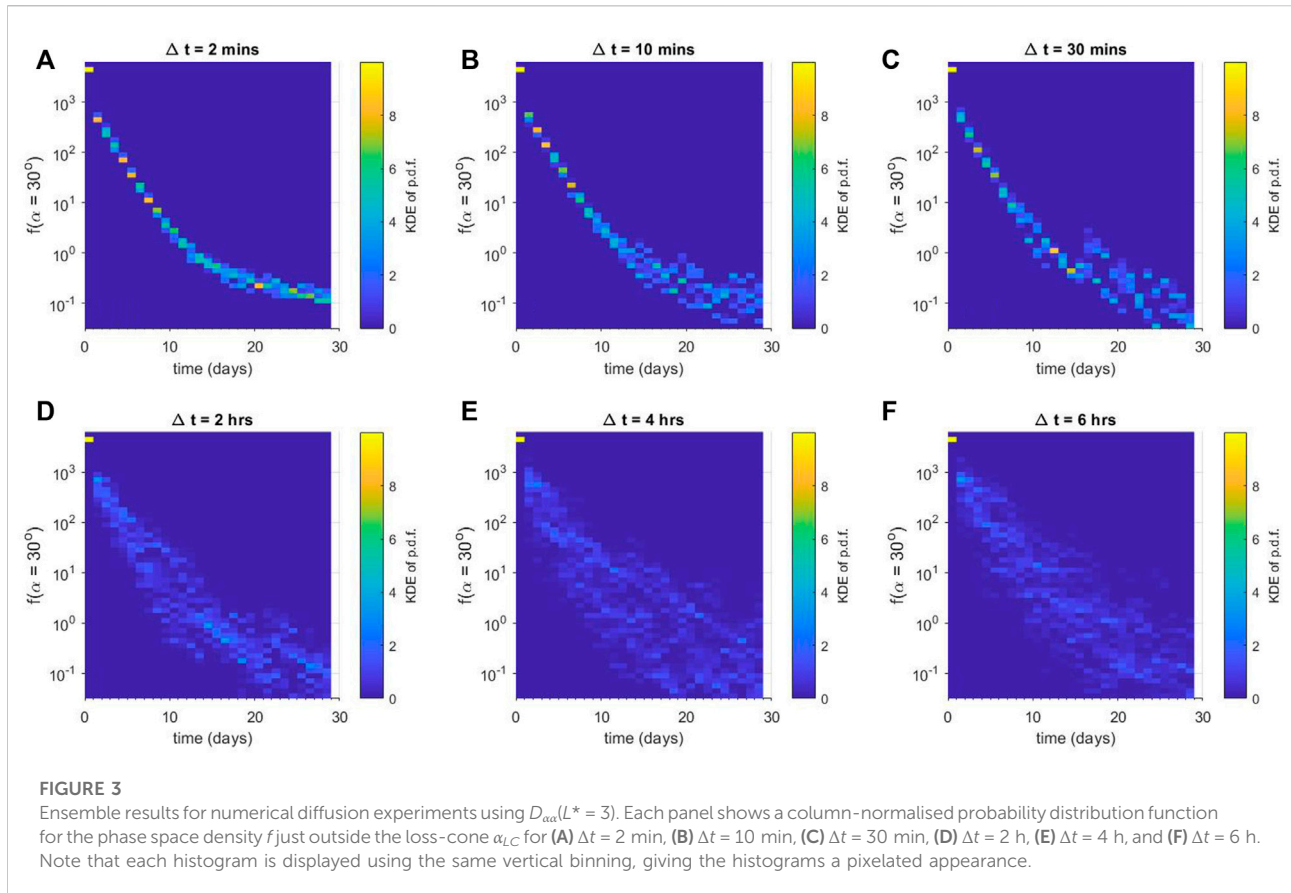 A
Δ t = 2 mins
f(α = 30°)
10³
10²
10¹
10⁰
10⁻¹
0 10 20 30
time (days)
8
6
4
2
0
KDE of p.d.f.
B
Δ t = 10 mins
f(α = 30°)
10³
10²
10¹
10⁰
10⁻¹
0 10 20 30
time (days)
8
6
4
2
0
KDE of p.d.f.
C
Δ t = 30 mins
f(α = 30°)
10³
10²
10¹
10⁰
10⁻¹
0 10 20 30
time (days)
8
6
4
2
0
KDE of p.d.f.
D
Δ t = 2 hrs
f(α = 30°)
10³
10²
10¹
10⁰
10⁻¹
0 10 20 30
time (days)
8
6
4
2
0
KDE of p.d.f.
E
Δ t = 4 hrs
f(α = 30°)
10³
10²
10¹
10⁰
10⁻¹
0 10 20 30
time (days)
8
6
4
2
0
KDE of p.d.f.
F
Δ t = 6 hrs
f(α = 30°)
10³
10²
10¹
10⁰
10⁻¹
0 10 20 30
time (days)
8
6
4
2
0
KDE of p.d.f.
FIGURE 3
Ensemble results for numerical diffusion experiments using Dαα(L* = 3). Each panel shows a column-normalised probability distribution function
for the phase space density f just outside the loss-cone αLC for (A) Δt = 2 min, (B) Δt = 10 min, (C) Δt = 30 min, (D) Δt = 2 h, (E) Δt = 4 h, and (F) Δt = 6 h.
Note that each histogram is displayed using the same vertical binning, giving the histograms a pixelated appearance.